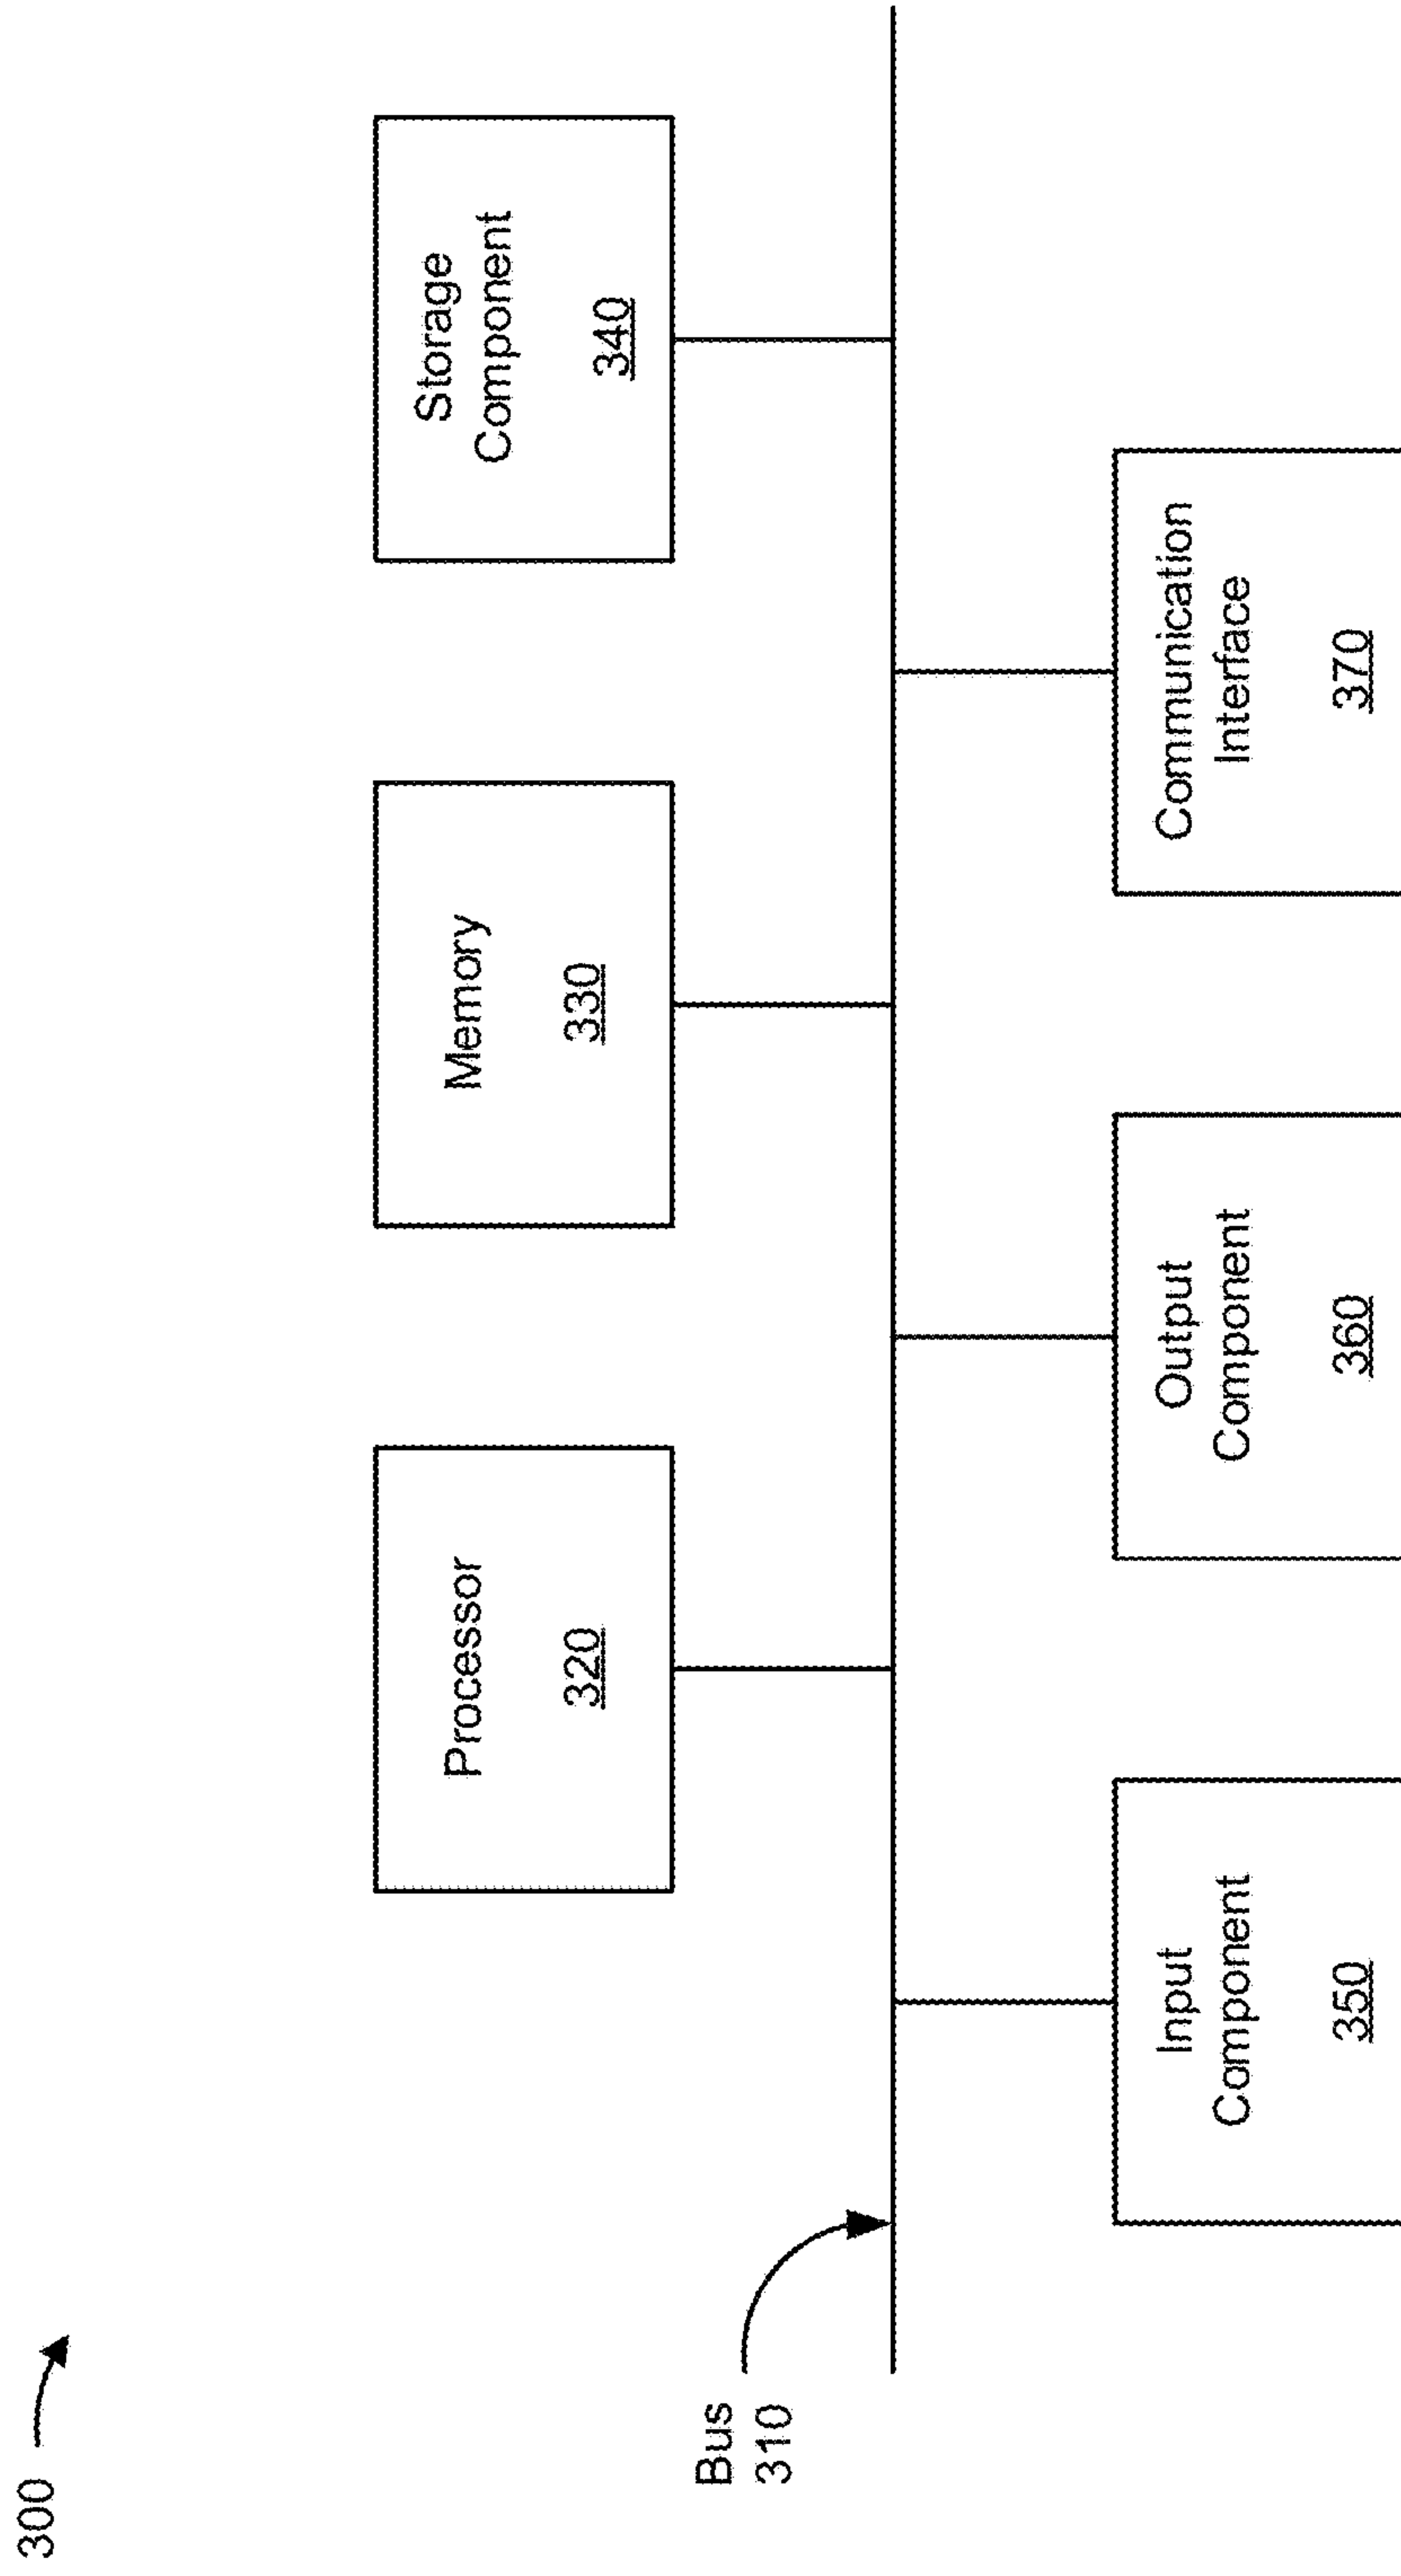 300
Processor
320
Memory
330
Storage
Component
340
Bus
310
Input
Component
350
Output
Component
360
Communication
Interface
370